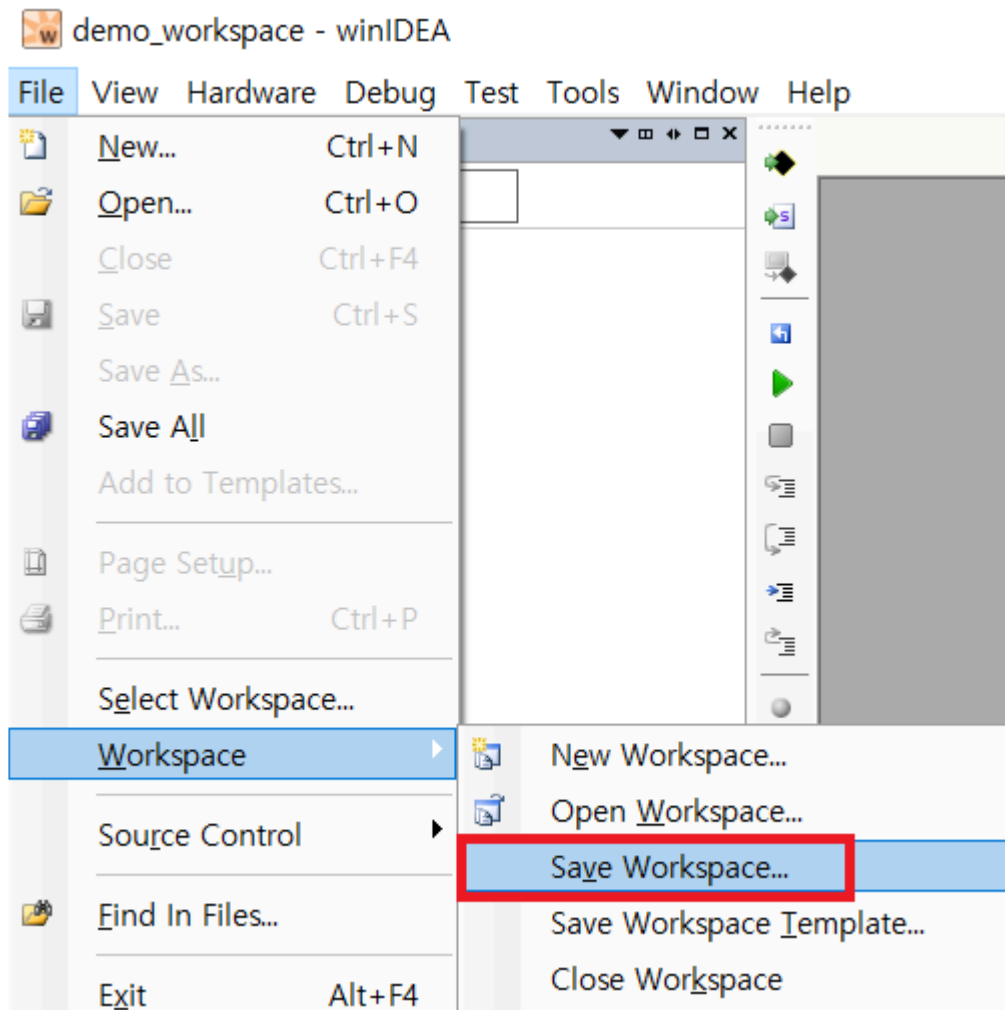 demo_workspace - winIDEA
File View Hardware Debug Test Tools Window Help
New... Ctrl+N
Open... Ctrl+O
Close Ctrl+F4
Save Ctrl+S
Save As...
Save All
Add to Templates...
Page Setup...
Print... Ctrl+P
Select Workspace...
Workspace
New Workspace...
Open Workspace...
Save Workspace...
Save Workspace Template...
Close Workspace
Source Control
Find In Files...
Exit Alt+F4